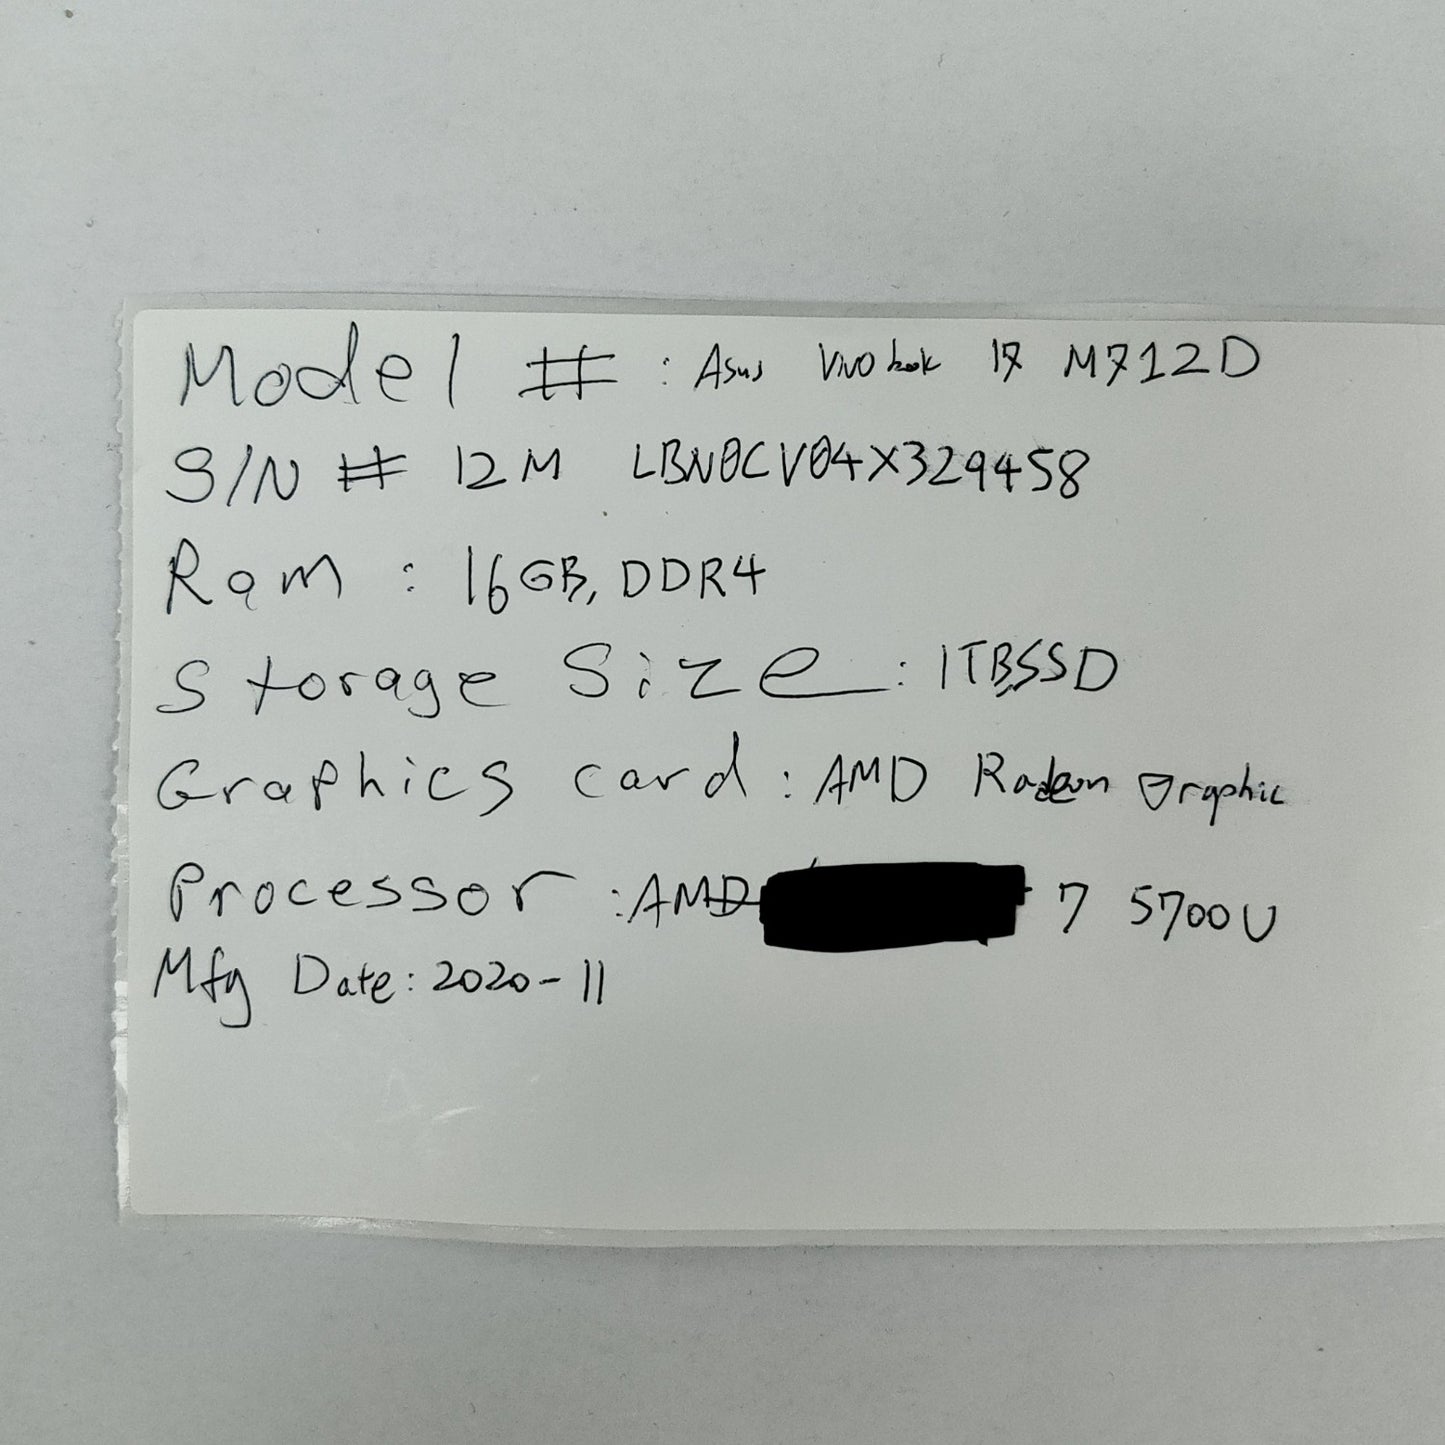 Model # : Asus Vivobook 17 M712D
S/N # 12M LBN0CV04X329458
Ram : 16GB, DDR4
Storage Size : 1TBSSD
Graphics card : AMD Radeon Graphic
Processor : AMD 7 5700U
Mfg Date: 2020-11